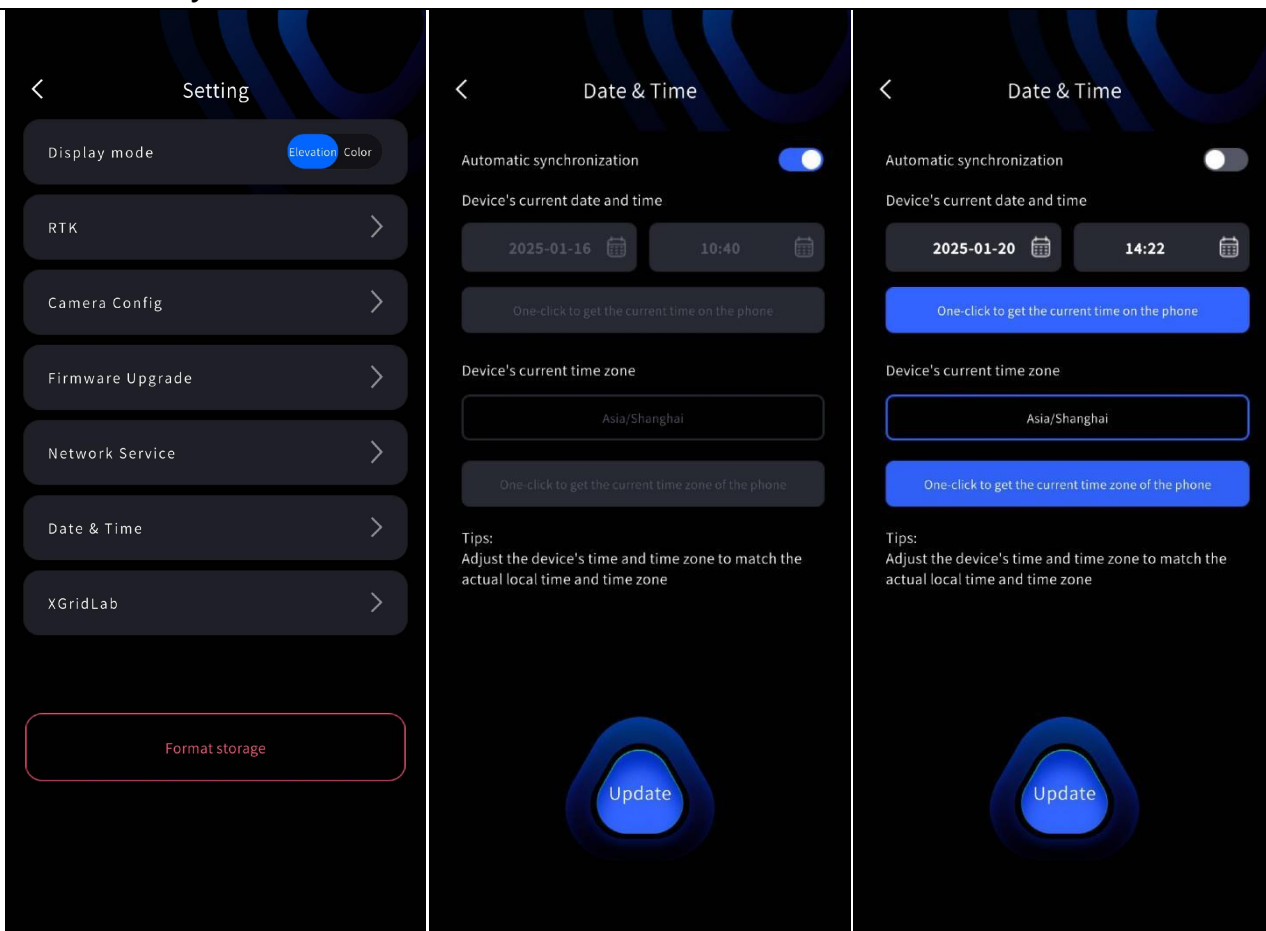 Setting
Display mode
Elevation Color
RTK
Camera Config
Firmware Upgrade
Network Service
Date & Time
XGridLab
Format storage
Date & Time
Automatic synchronization
Device's current date and time
2025-01-16 10:40
One-click to get the current time on the phone
Device's current time zone
Asia/Shanghai
One-click to get the current time zone of the phone
Tips:
Adjust the device's time and time zone to match the
actual local time and time zone
Update
Date & Time
Automatic synchronization
Device's current date and time
2025-01-20 14:22
One-click to get the current time on the phone
Device's current time zone
Asia/Shanghai
One-click to get the current time zone of the phone
Tips:
Adjust the device's time and time zone to match the
actual local time and time zone
Update